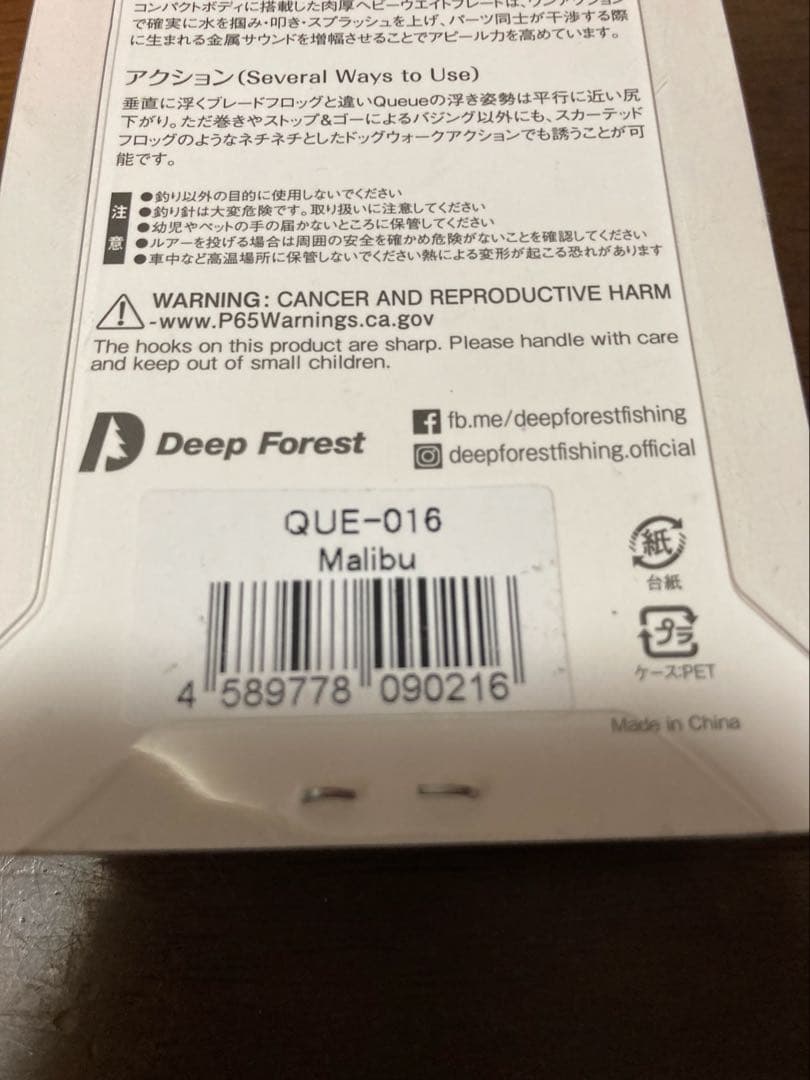 コンパクトボディに搭載した肉厚ヘビーウエイトブレードは、ワンアクション
で確実に水を掴み・叩き・スプラッシュを上げ、パーツ同士が干渉する際
に生まれる金属サウンドを増幅させることでアピール力を高めています。
アクション(Several Ways to Use)
垂直に浮くブレードフロッグと違いQueueの浮き姿勢は平行に近い尻
下がり。ただ巻きやストップ&ゴーによるバジング以外にも、スカーテッド
フロッグのようなネチネチとしたドッグウォークアクションでも誘うことが可
能です。
注意
●釣り以外の目的に使用しないでください
●釣り針は大変危険です。取り扱いに注意してください
●幼児やペットの手の届かないところに保管してください
●ルアーを投げる場合は周囲の安全を確かめ危険がないことを確認してください
●車中など高温場所に保管しないでください熱による変形が起こる恐れがあります
WARNING: CANCER AND REPRODUCTIVE HARM
-www.P65Warnings.ca.gov
The hooks on this product are sharp. Please handle with care
and keep out of small children.
Deep Forest
fb.me/deepforestfishing
deepforestfishing.official
QUE-016
Malibu
4 589778 090216
紙
台紙
プラ
ケース:PET
Made in China